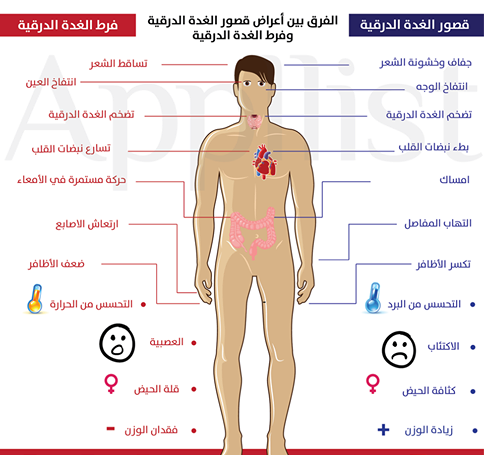 الفرق بين أعراض قصور الغدة الدرقية
وفرط الغدة الدرقية
قصور الغدة الدرقية
جفاف وخشونة الشعر
انتفاخ الوجه
تضخم الغدة الدرقية
بطء نبضات القلب
امساك
التهاب المفاصل
تكسر الأظافر
التحسس من البرد
الاكتئاب
كثافة الحيض
زيادة الوزن
فرط الغدة الدرقية
تساقط الشعر
انتفاخ العين
تضخم الغدة الدرقية
تسارع نبضات القلب
حركة مستمرة في الأمعاء
ارتعاش الاصابع
ضعف الأظافر
التحسس من الحرارة
العصبية
قلة الحيض
فقدان الوزن